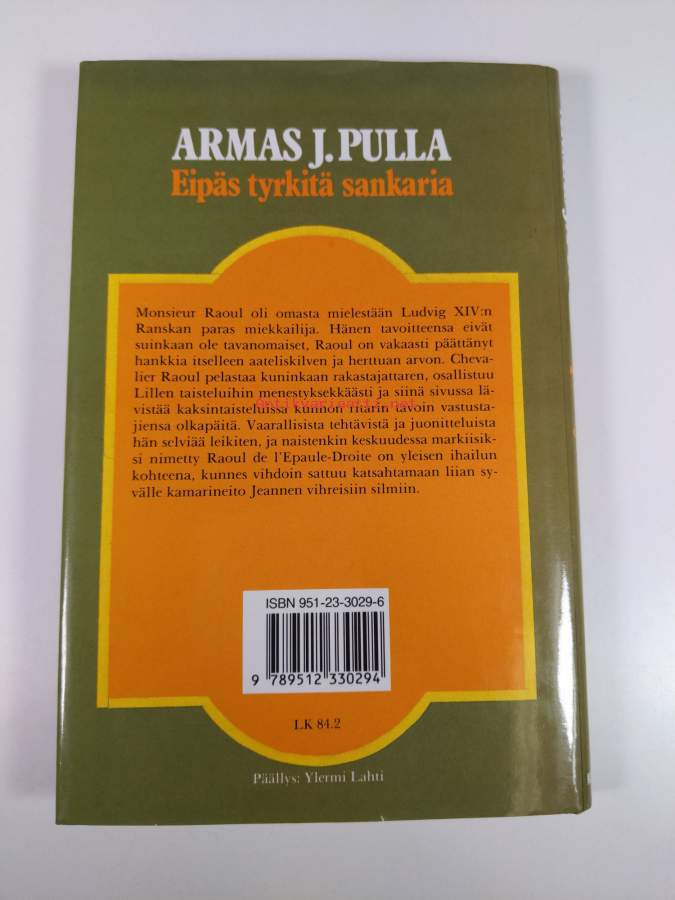 ARMAS J. PULLA
Eipäs tyrkitä sankaria
Monsieur Raoul oli omasta mielestään Ludvig XIV:n
Ranskan paras miekkailija. Hänen tavoitteensa eivät
suinkaan ole tavanomaiset, Raoul on vakaasti päättänyt
hankkia itselleen aateliskilven ja herttuan arvon. Cheva-
lier Raoul pelastaa kuninkaan rakastajattaren, osallistuu
Lillen taisteluihin menestyksekkäästi ja siinä sivussa lä-
vistää kaksintaisteluissa kunnon ritarin tavoin vastusta-
jiensa olkapäitä. Vaarallisista tehtävistä ja juonitteluista
hän selviää leikiten, ja naistenkin keskuudessa markiisik-
si nimetty Raoul de l'Epaule-Droite on yleisen ihailun
kohteena, kunnes vihdoin sattuu katsahtamaan liian sy-
välle kamarineito Jeannen vihreisiin silmiin.
Antikvariaatti.net
ISBN 951-23-3029-6
9 789512 330294
LK 84.2
Päällys: Ylermi Lahti